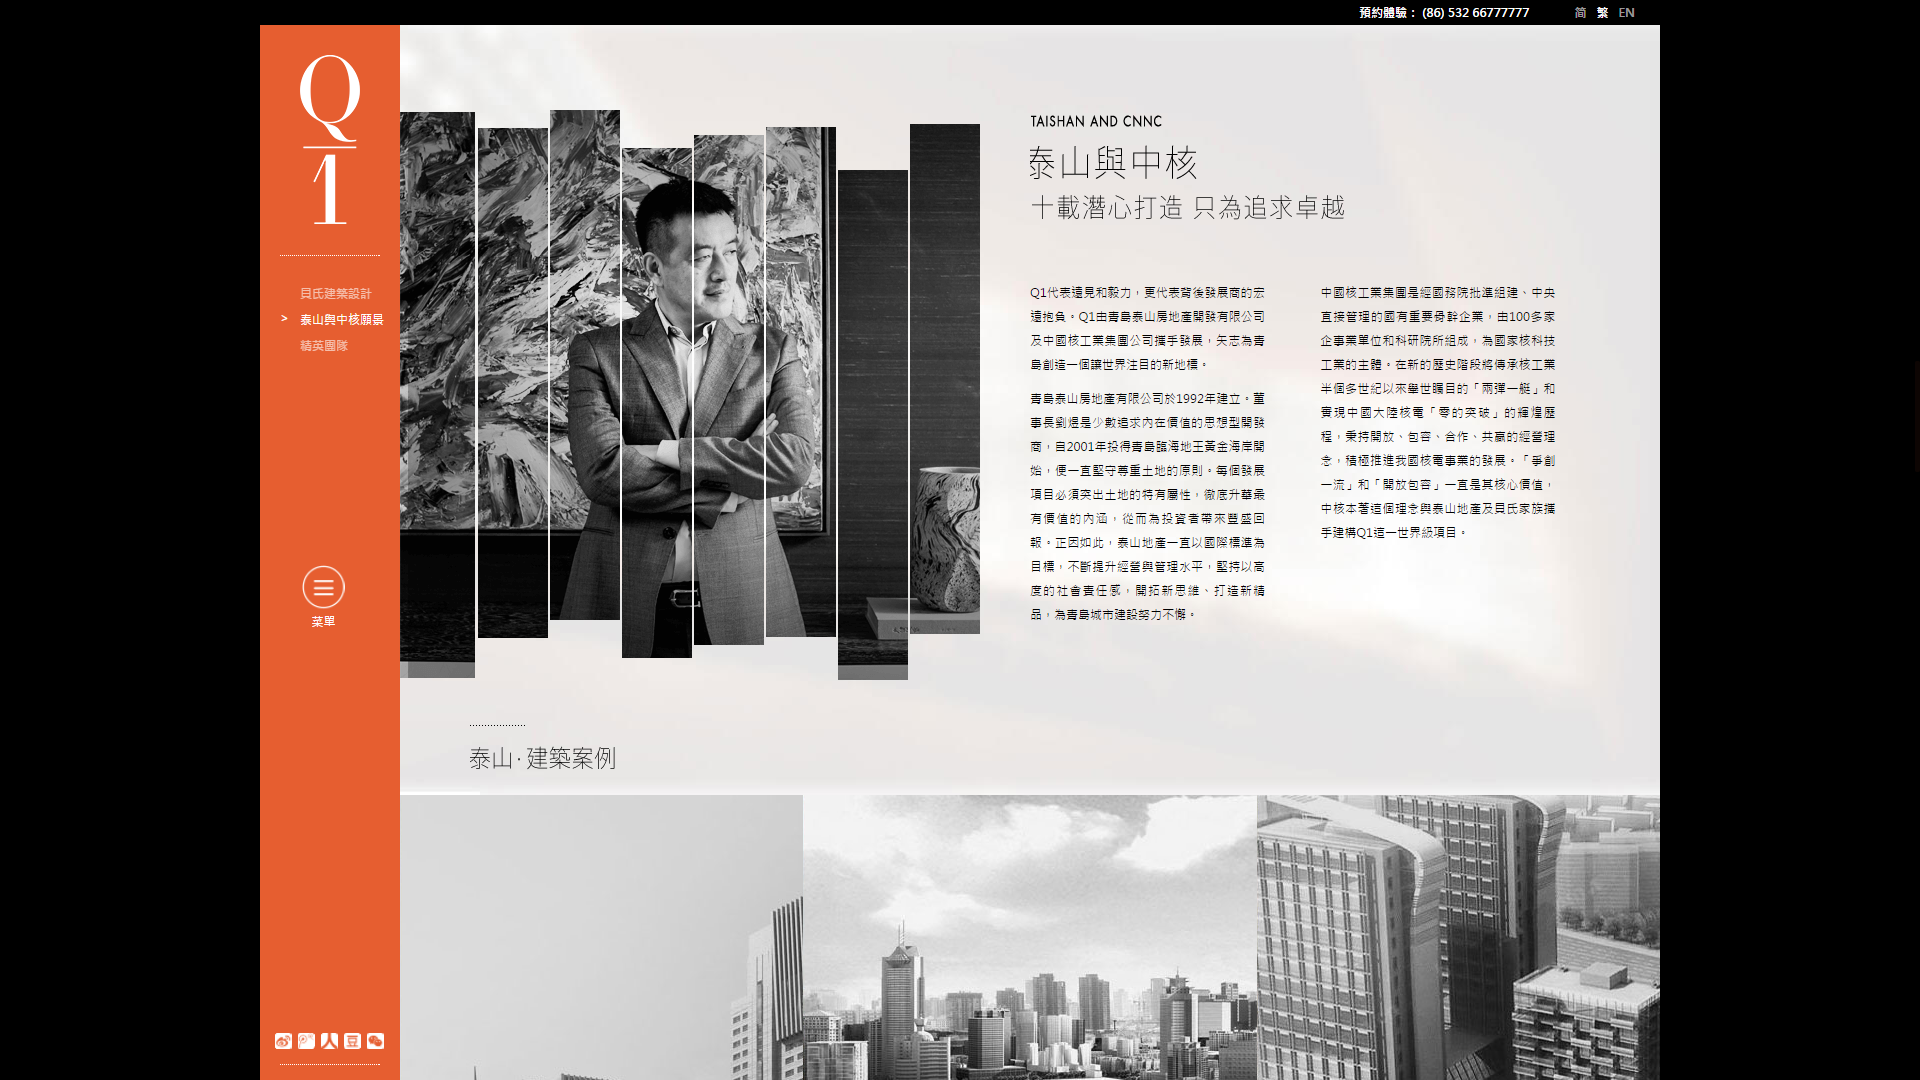 預約體驗： (86) 532 66777777
简 繁 EN
Q
1
貝氏建築設計
> 泰山與中核願景
精英團隊
菜單
TAISHAN AND CNNC
泰山與中核
十載潛心打造 只為追求卓越
Q1代表遠見和毅力，更代表背後發展商的宏
遠抱負。Q1由青島泰山房地產開發有限公司
及中國核工業集團公司攜手發展，矢志為青
島創造一個讓世界注目的新地標。
青島泰山房地產有限公司於1992年建立。董
事長劉煜是少數追求內在價值的思想型開發
商，自2001年投得青島臨海地王黃金海岸開
始，便一直堅守尊重土地的原則。每個發展
項目必須突出土地的特有屬性，徹底升華最
有價值的內涵，從而為投資者帶來豐盛回
報。正因如此，泰山地產一直以國際標準為
目標，不斷提升經營與管理水平，堅持以高
度的社會責任感，開拓新思維、打造新精
品，為青島城市建設努力不懈。
中國核工業集團是經國務院批準組建、中央
直接管理的國有重要骨幹企業，由100多家
企事業單位和科研院所組成，為國家核科技
工業的主體。在新的歷史階段將傳承核工業
半個多世紀以來舉世矚目的「兩彈一艇」和
實現中國大陸核電「零的突破」的輝煌歷
程，秉持開放、包容、合作、共贏的經營理
念，積極推進我國核電事業的發展。「爭創
一流」和「開放包容」一直是其核心價值，
中核本著這個理念與泰山地產及貝氏家族攜
手建構Q1這一世界級項目。
泰山·建築案例
人 豆